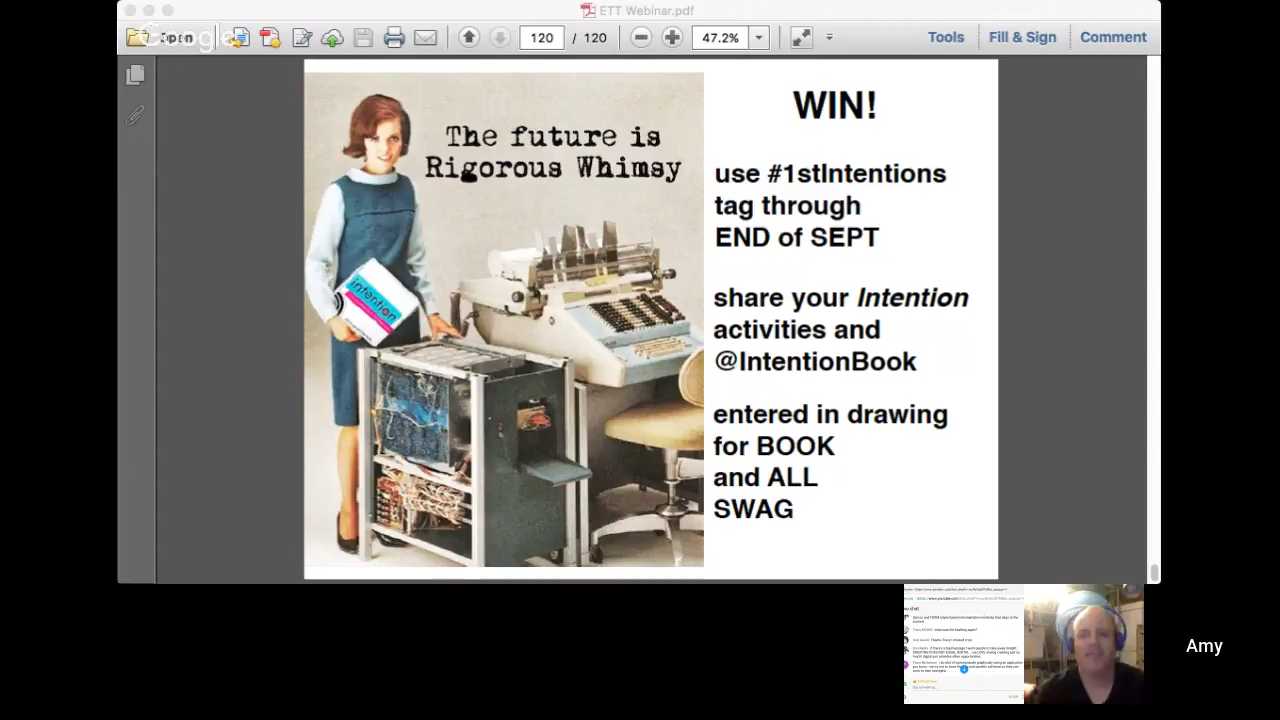 ETT Webinar.pdf
Google
Open
120 / 120
47.2%
Tools
Fill & Sign
Comment
The future is
Rigorous Whimsy
intention
WIN!
use #1stIntentions
tag through
END of SEPT
share your Intention
activities and
@IntentionBook
entered in drawing
for BOOK
and ALL
SWAG
Amy